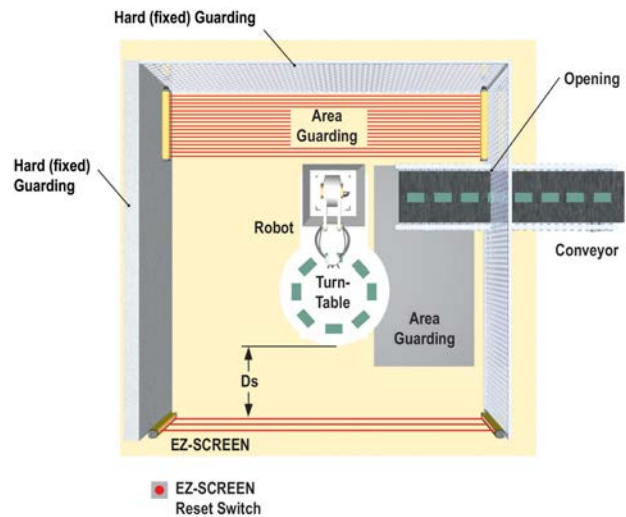 Hard (fixed) Guarding
Opening
Area
Guarding
Hard (fixed)
Guarding
Robot
Conveyor
Turn-
Table
Area
Guarding
Ds
EZ-SCREEN
EZ-SCREEN
Reset Switch